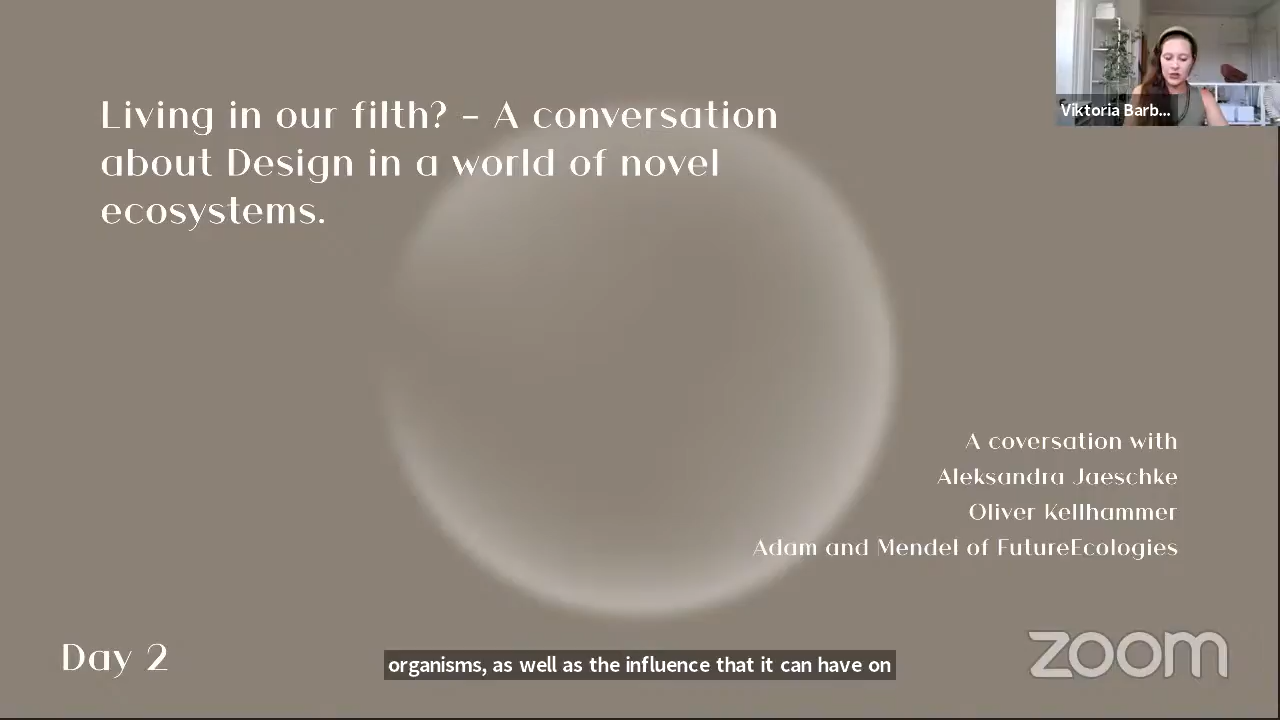 Living in our filth? - A conversation
about Design in a world of novel
ecosystems.
Viktoria Barb...
A coversation with
Aleksandra Jaeschke
Oliver Kellhammer
Adam and Mendel of FutureEcologies
Day 2
organisms, as well as the influence that it can have on
zoom